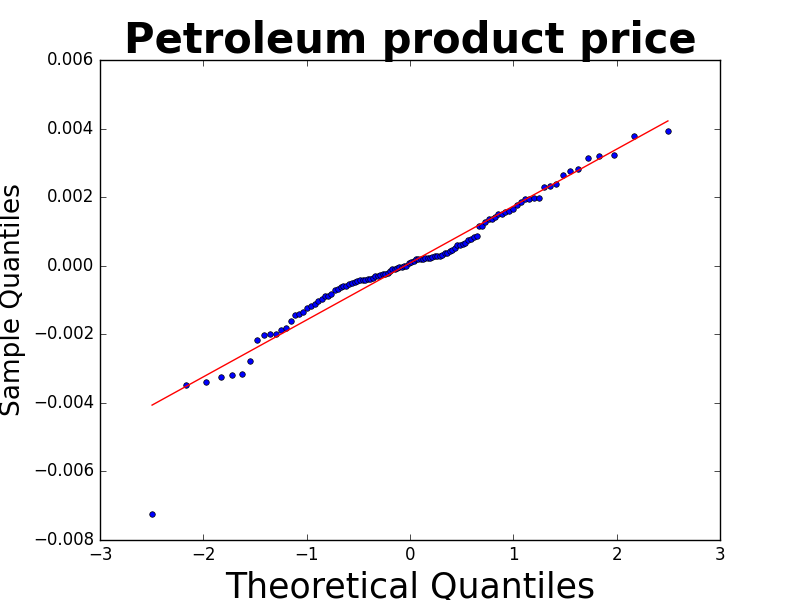 Petroleum product price
0.006
0.004
0.002
0.000
−0.002
−0.004
−0.006
−0.008
Sample Quantiles
−3 −2 −1 0 1 2 3
Theoretical Quantiles